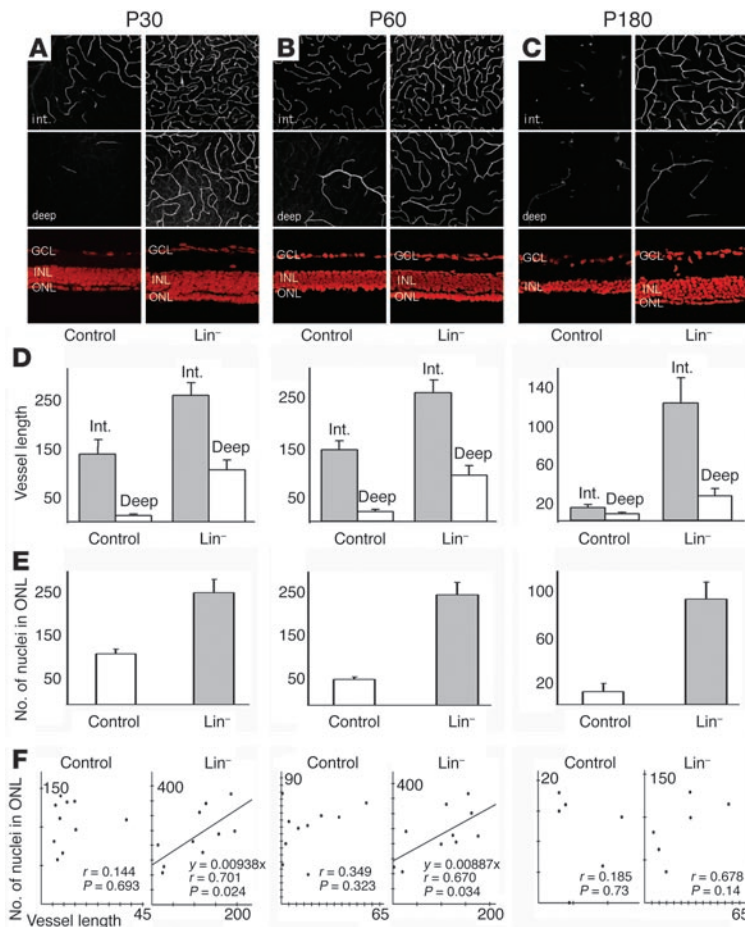 P30 P60 P180
A B C
int. int. int.
deep deep deep
GCL GCL GCL GCL GCL GCL
INL INL INL INL INL INL
ONL ONL ONL ONL ONL ONL
Control Lin⁻ Control Lin⁻ Control Lin⁻
D
Vessel length
250
150
50
Int.
Deep
Int.
Deep
Control Lin⁻
250
150
50
Int.
Deep
Int.
Deep
Control Lin⁻
140
100
60
20
Int.
Deep
Int.
Deep
Control Lin⁻
E
No. of nuclei in ONL
250
150
50
Control Lin⁻
250
150
50
Control Lin⁻
100
60
20
Control Lin⁻
F
No. of nuclei in ONL
Control
150
r = 0.144
P = 0.693
Vessel length 45
Lin⁻
400
y = 0.00938x
r = 0.701
P = 0.024
200
Control
90
r = 0.349
P = 0.323
65
Lin⁻
400
y = 0.00887x
r = 0.670
P = 0.034
200
Control
20
r = 0.185
P = 0.73
Lin⁻
150
r = 0.678
P = 0.14
65